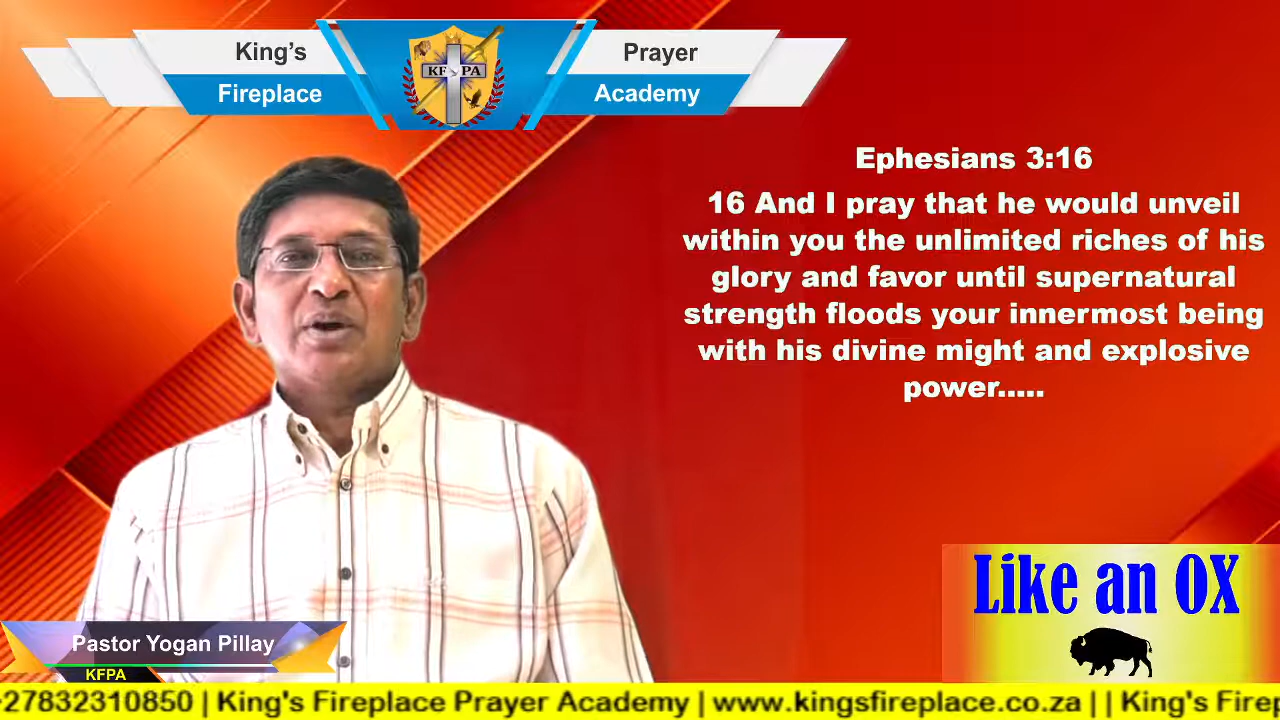 King's
Fireplace
KF PA
Prayer
Academy
Ephesians 3:16
16 And I pray that he would unveil
within you the unlimited riches of his
glory and favor until supernatural
strength floods your innermost being
with his divine might and explosive
power.....
Like an OX
Pastor Yogan Pillay
KFPA
27832310850 | King's Fireplace Prayer Academy | www.kingsfireplace.co.za | | King's Firep